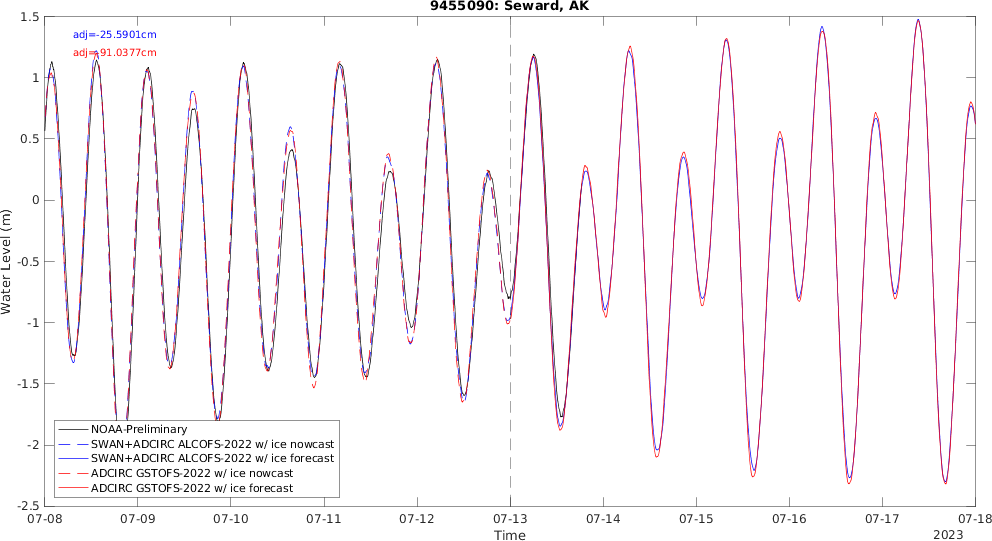 9455090: Seward, AK
adj=-25.5901cm
adj=-91.0377cm
Water Level (m)
1.5
1
0.5
0
-0.5
-1
-1.5
-2
-2.5
NOAA-Preliminary
SWAN+ADCIRC ALCOFS-2022 w/ ice nowcast
SWAN+ADCIRC ALCOFS-2022 w/ ice forecast
ADCIRC GSTOFS-2022 w/ ice nowcast
ADCIRC GSTOFS-2022 w/ ice forecast
07-08 07-09 07-10 07-11 07-12 07-13 07-14 07-15 07-16 07-17 07-18
Time
2023